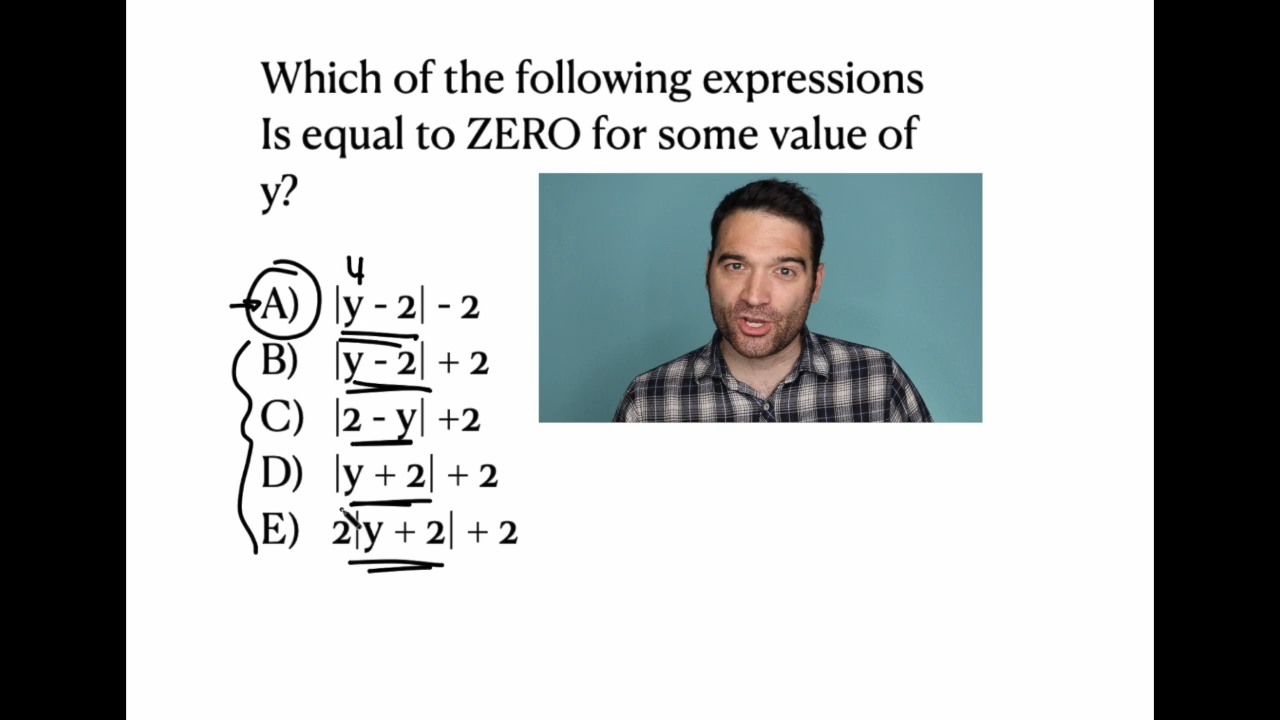 Which of the following expressions
Is equal to ZERO for some value of
y?
4
A) |y - 2| - 2
B) |y - 2| + 2
C) |2 - y| +2
D) |y + 2| + 2
E) 2|y + 2| + 2